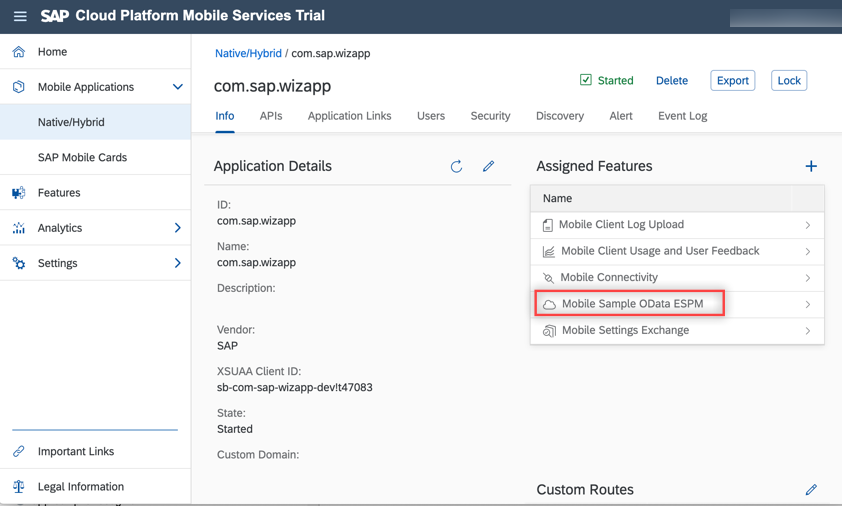 SAP Cloud Platform Mobile Services Trial
Home
Mobile Applications
Native/Hybrid
SAP Mobile Cards
Features
Analytics
Settings
Important Links
Legal Information
Native/Hybrid / com.sap.wizapp
com.sap.wizapp
Started Delete Export Lock
Info APIs Application Links Users Security Discovery Alert Event Log
Application Details
ID:
com.sap.wizapp
Name:
com.sap.wizapp
Description:
Vendor:
SAP
XSUAA Client ID:
sb-com-sap-wizapp-dev!t47083
State:
Started
Custom Domain:
Assigned Features
Name
Mobile Client Log Upload
Mobile Client Usage and User Feedback
Mobile Connectivity
Mobile Sample OData ESPM
Mobile Settings Exchange
Custom Routes